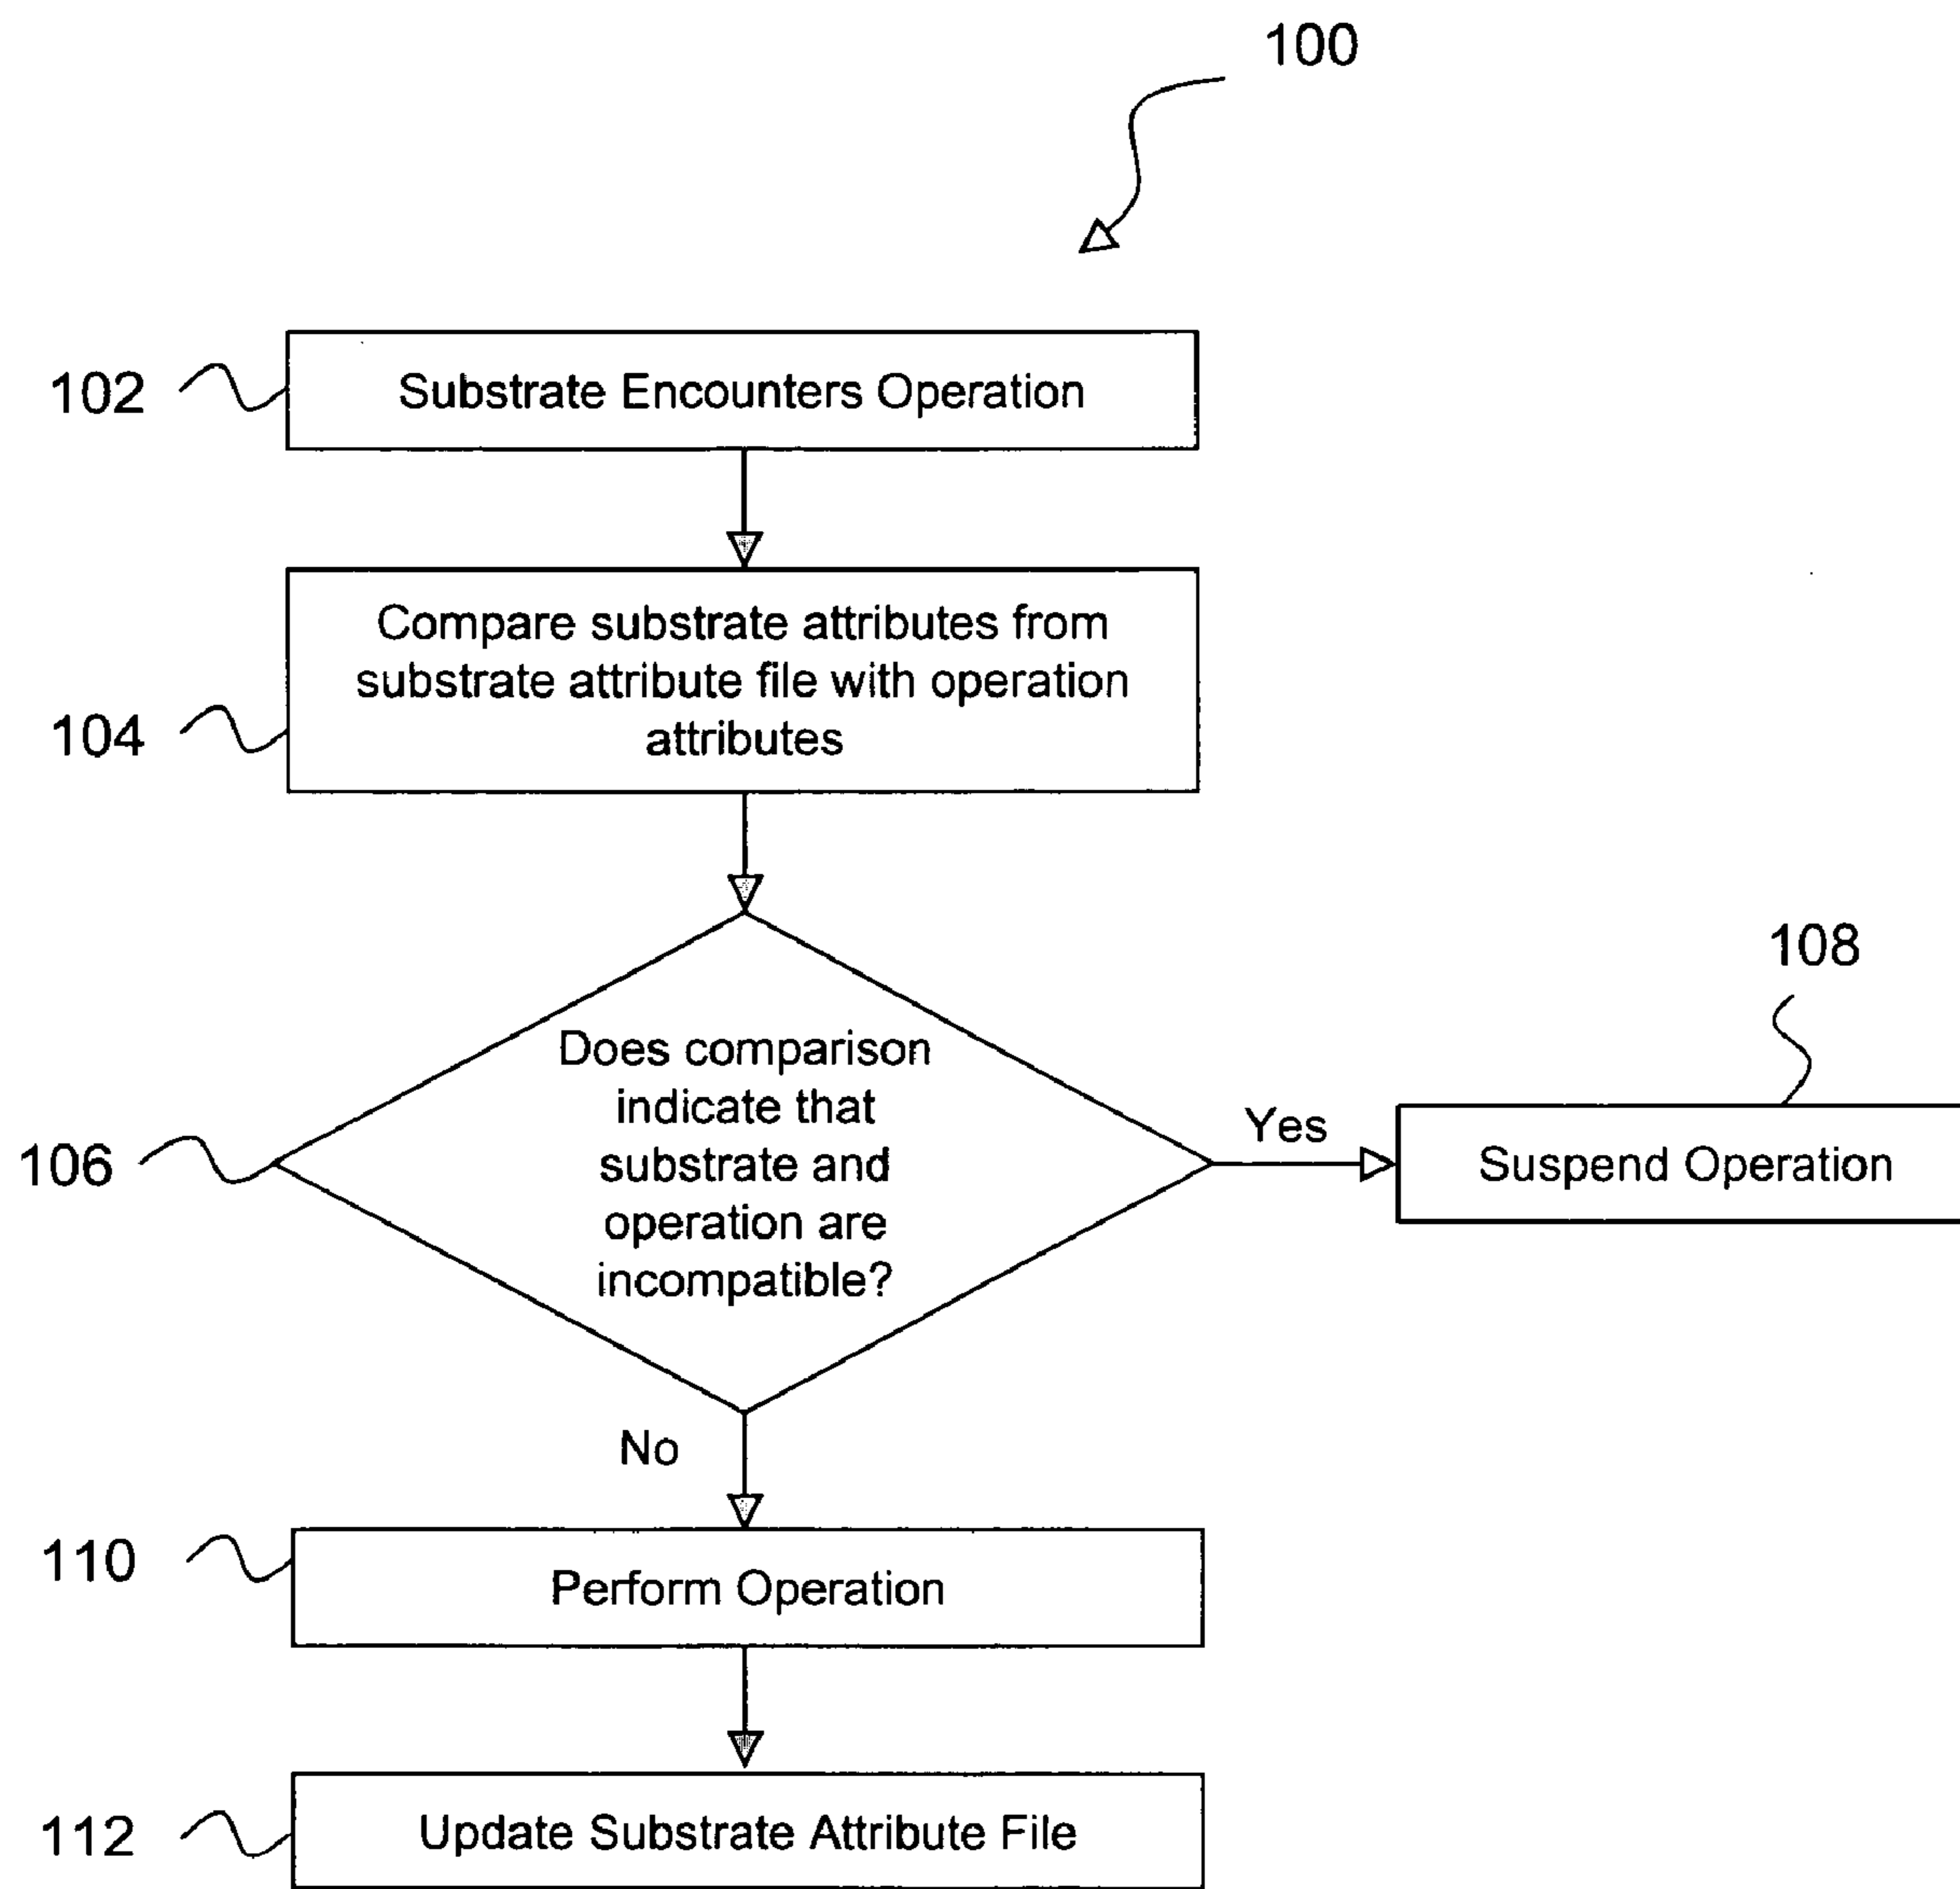 100
102
Substrate Encounters Operation
104
Compare substrate attributes from
substrate attribute file with operation
attributes
106
Does comparison
indicate that
substrate and
operation are
incompatible?
Yes
108
Suspend Operation
No
110
Perform Operation
112
Update Substrate Attribute File